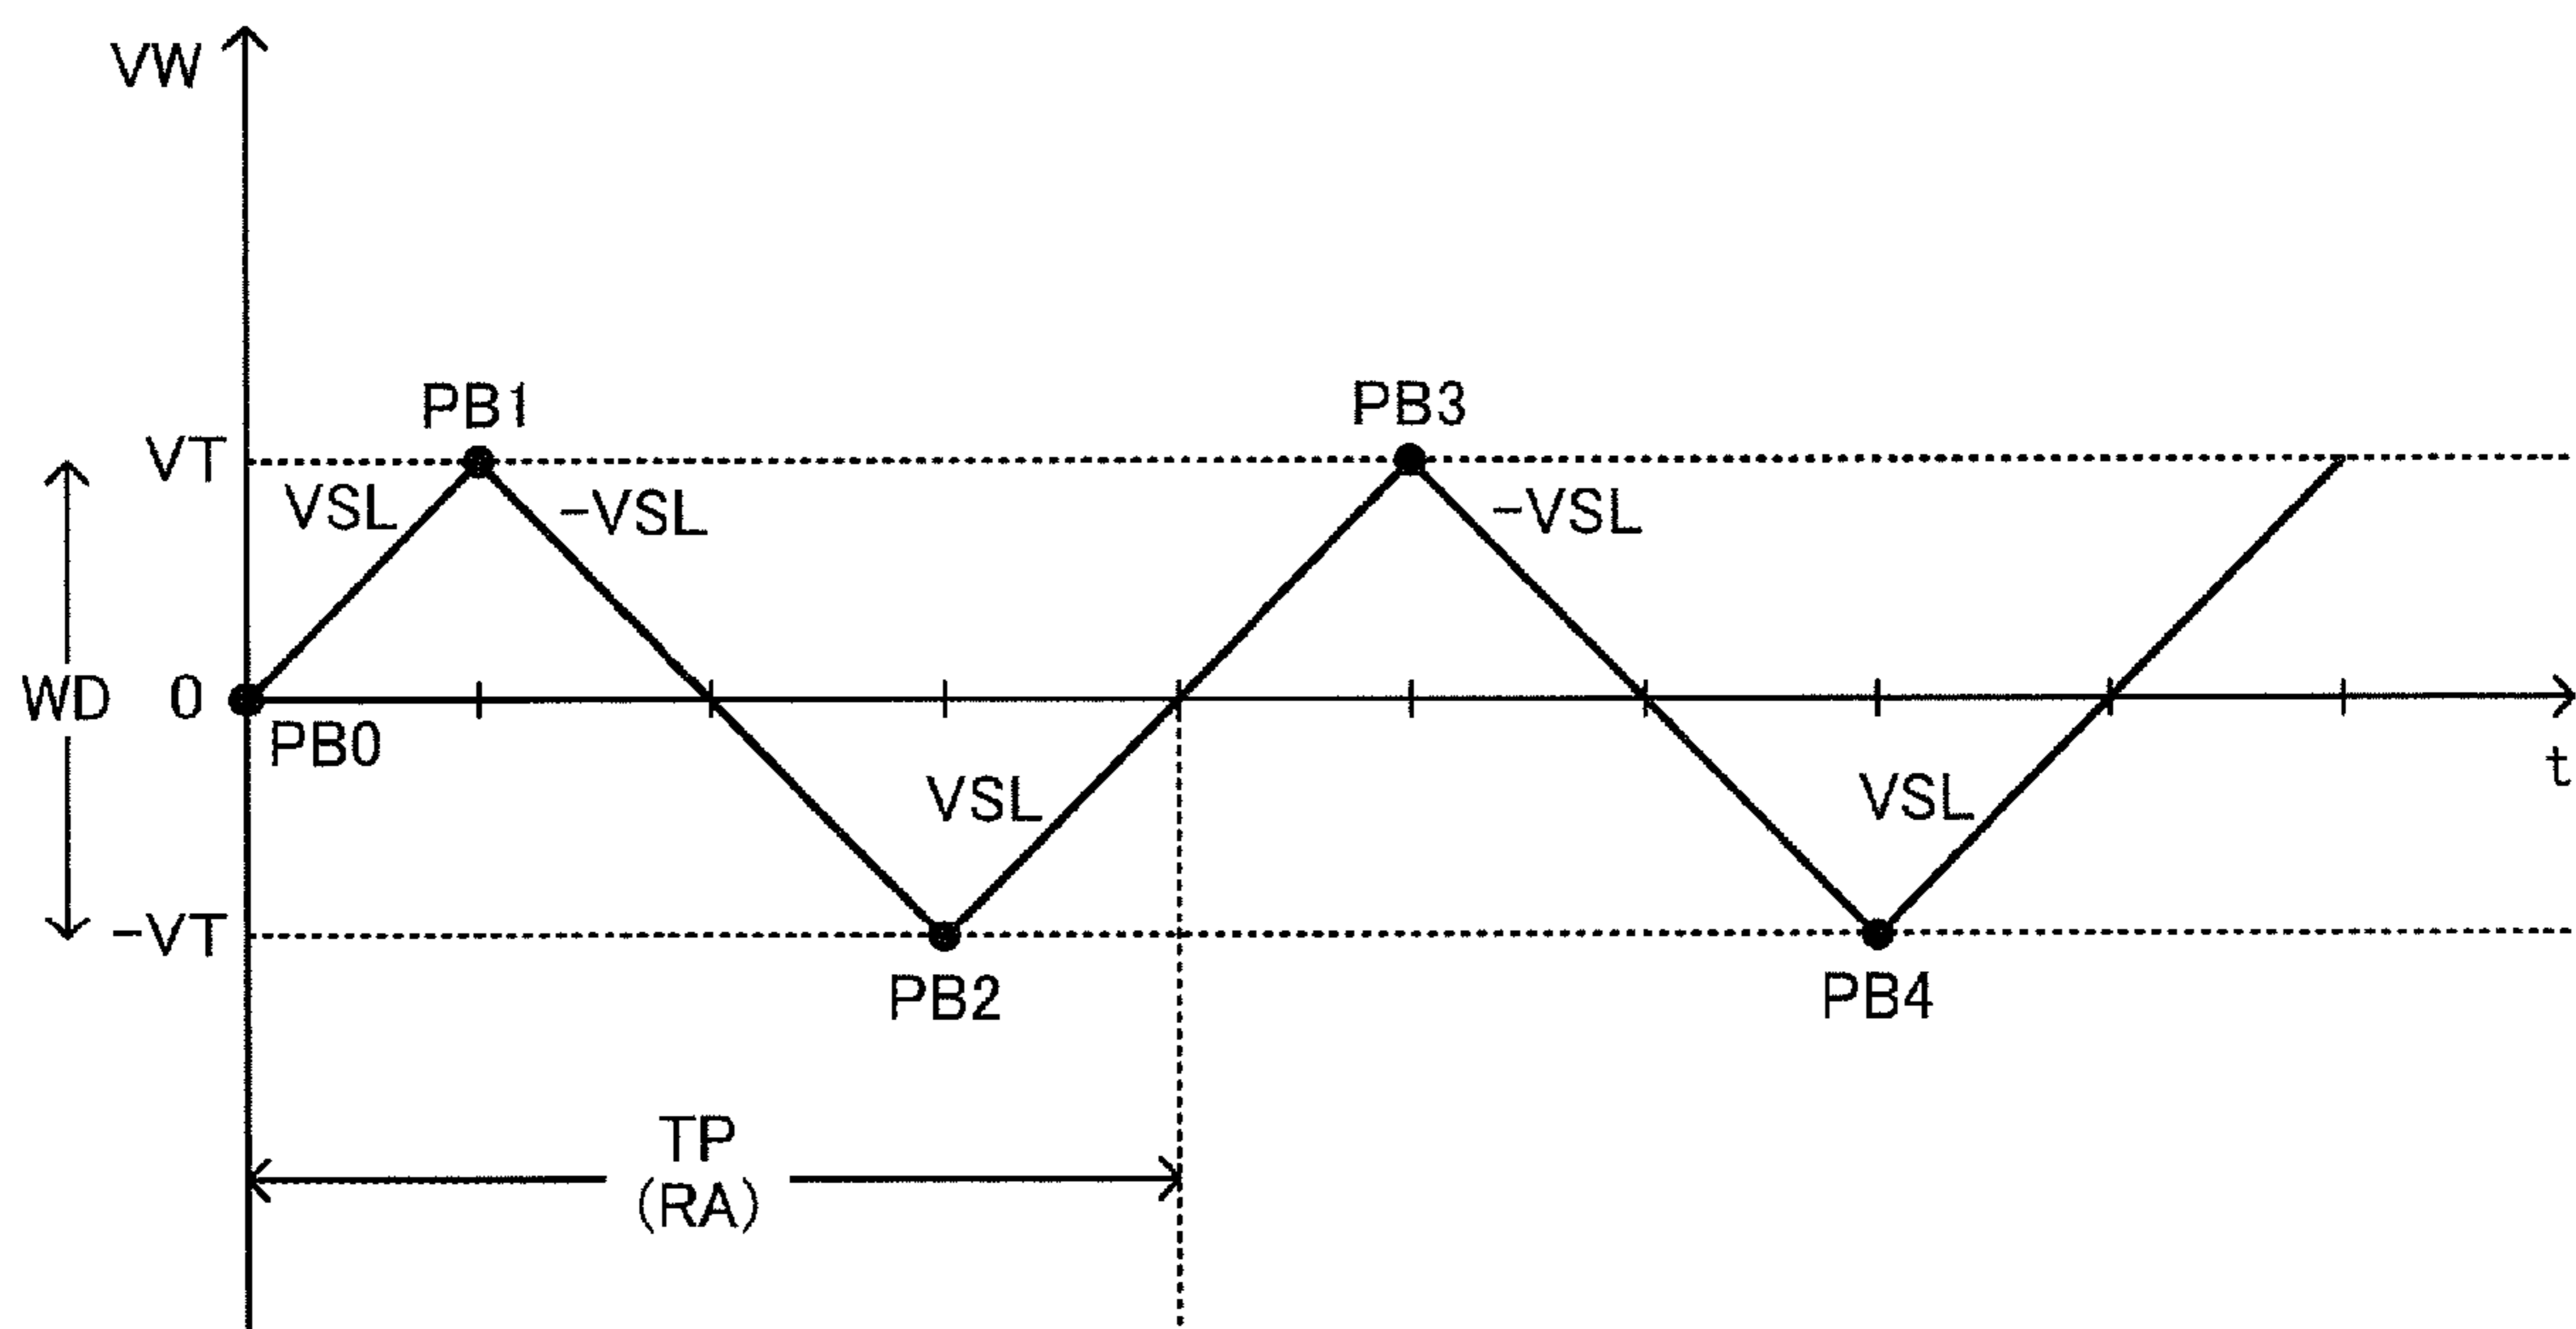 VW
PB1
PB3
VT
VSL
-VSL
-VSL
WD
0
PB0
t
VSL
VSL
-VT
PB2
PB4
TP
(RA)